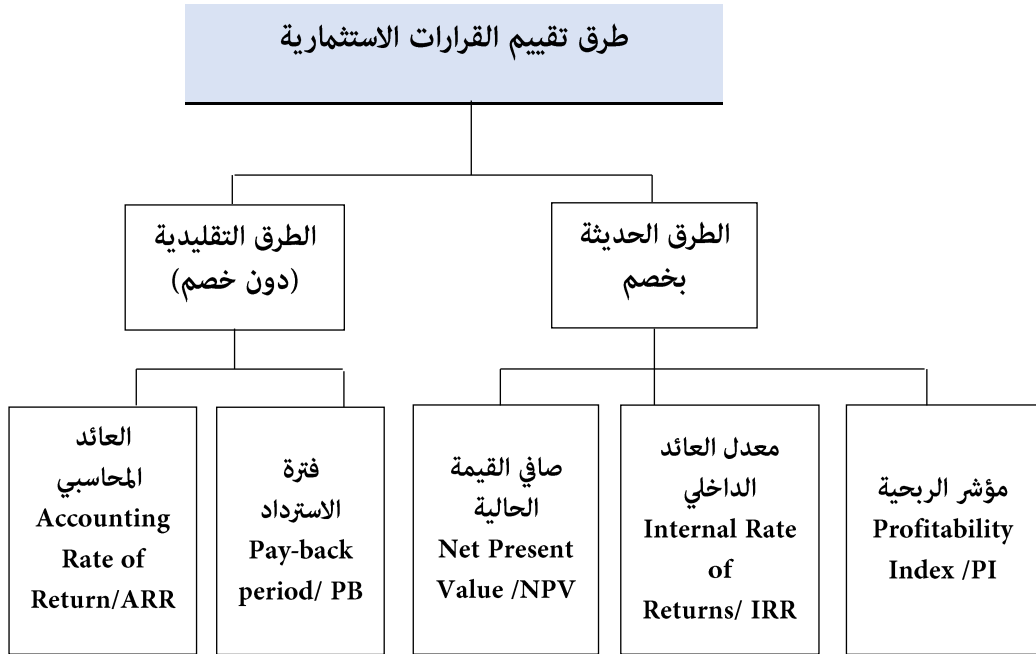 طرق تقييم القرارات الاستثمارية
الطرق الحديثة
بخصم
الطرق التقليدية
(دون خصم)
مؤشر الربحية
Profitability
Index /PI
معدل العائد
الداخلي
Internal Rate
of
Returns/ IRR
صافي القيمة
الحالية
Net Present
Value /NPV
فترة
الاسترداد
Pay-back
period/ PB
العائد
المحاسبي
Accounting
Rate of
Return/ARR